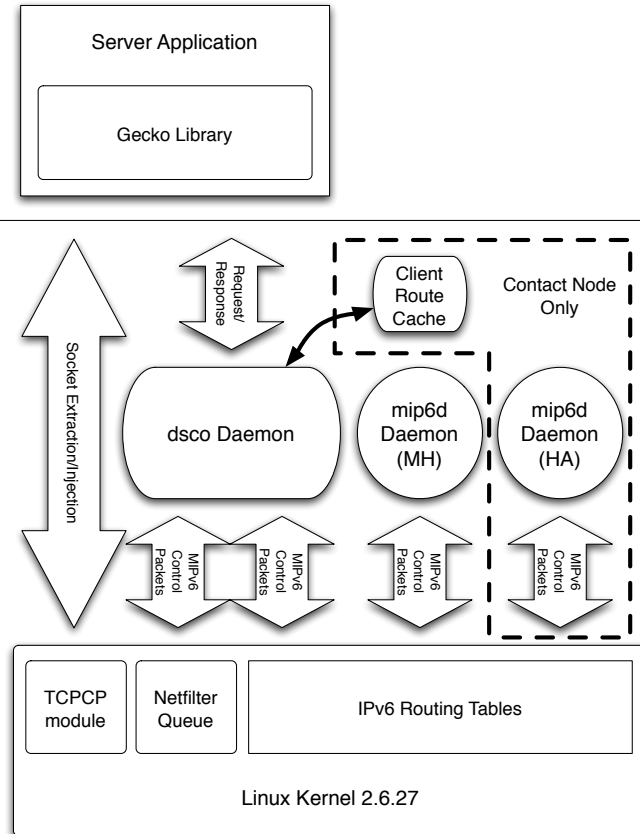 Server Application
Gecko Library
Request/
Response
Client
Route
Cache
Contact Node
Only
Socket Extraction/Injection
dsco Daemon
mip6d
Daemon
(MH)
mip6d
Daemon
(HA)
MIPv6
Control
Packets
MIPv6
Control
Packets
MIPv6
Control
Packets
MIPv6
Control
Packets
TCPCP
module
Netfilter
Queue
IPv6 Routing Tables
Linux Kernel 2.6.27